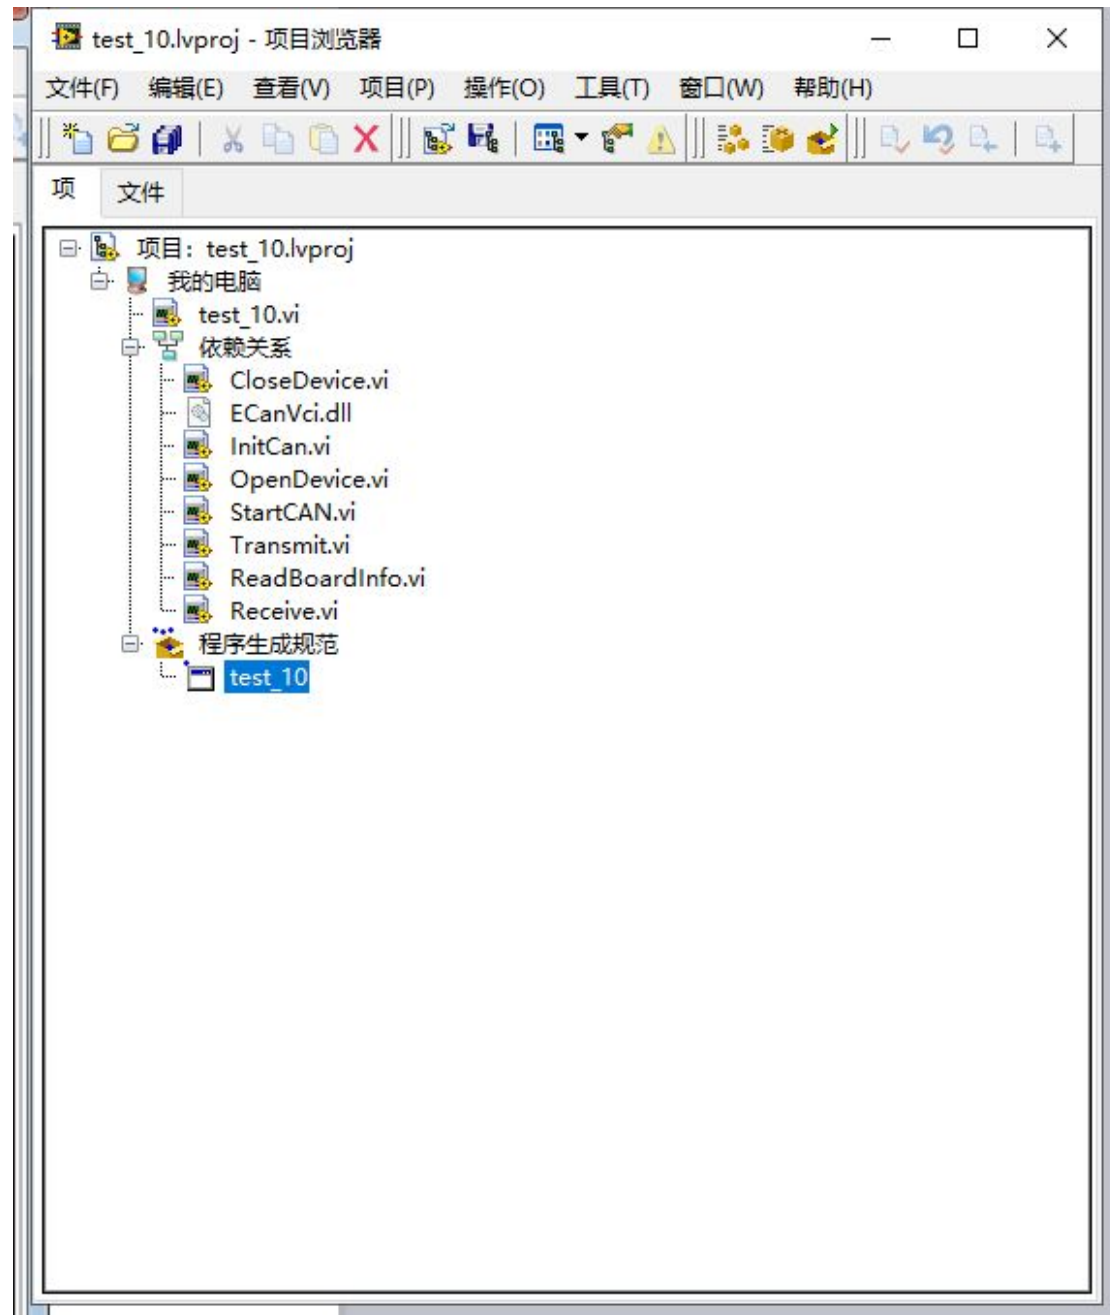 test_10.lvproj - 项目浏览器
文件(F) 编辑(E) 查看(V) 项目(P) 操作(O) 工具(T) 窗口(W) 帮助(H)
项 文件
项目: test_10.lvproj
我的电脑
test_10.vi
依赖关系
CloseDevice.vi
ECanVci.dll
InitCan.vi
OpenDevice.vi
StartCAN.vi
Transmit.vi
ReadBoardInfo.vi
Receive.vi
程序生成规范
test_10